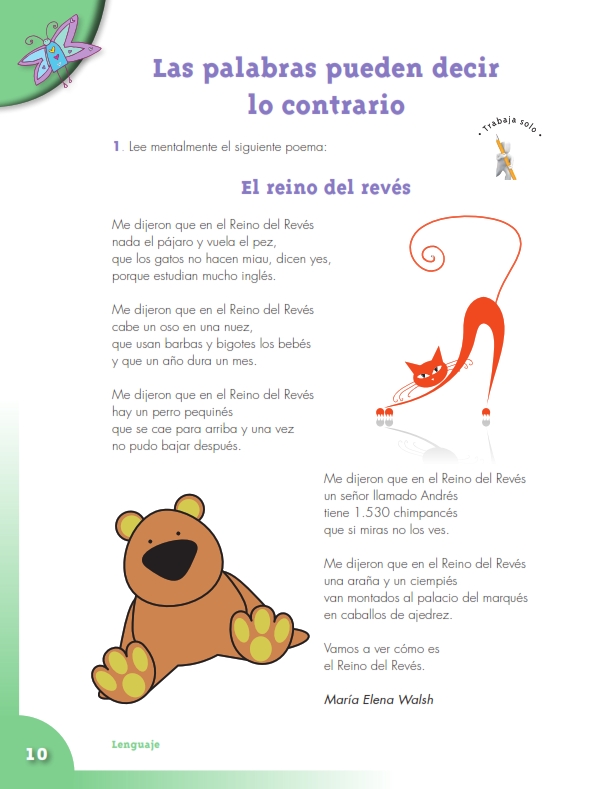 Las palabras pueden decir
lo contrario
• Trabaja solo •
1. Lee mentalmente el siguiente poema:
El reino del revés
Me dijeron que en el Reino del Revés
nada el pájaro y vuela el pez,
que los gatos no hacen miau, dicen yes,
porque estudian mucho inglés.
Me dijeron que en el Reino del Revés
cabe un oso en una nuez,
que usan barbas y bigotes los bebés
y que un año dura un mes.
Me dijeron que en el Reino del Revés
hay un perro pequinés
que se cae para arriba y una vez
no pudo bajar después.
Me dijeron que en el Reino del Revés
un señor llamado Andrés
tiene 1.530 chimpancés
que si miras no los ves.
Me dijeron que en el Reino del Revés
una araña y un ciempiés
van montados al palacio del marqués
en caballos de ajedrez.
Vamos a ver cómo es
el Reino del Revés.
María Elena Walsh
Lenguaje
10